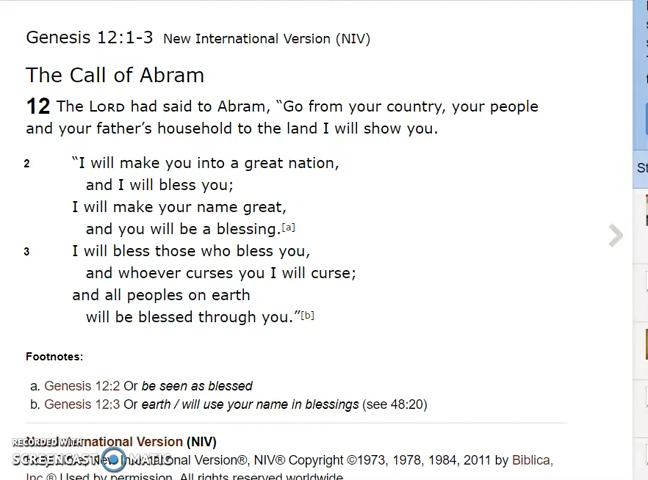 Genesis 12:1-3 New International Version (NIV)
The Call of Abram
12 The LORD had said to Abram, “Go from your country, your people
and your father’s household to the land I will show you.
2 “I will make you into a great nation,
and I will bless you;
I will make your name great,
and you will be a blessing.[a]
3 I will bless those who bless you,
and whoever curses you I will curse;
and all peoples on earth
will be blessed through you.”[b]
Footnotes:
a. Genesis 12:2 Or be seen as blessed
b. Genesis 12:3 Or earth / will use your name in blessings (see 48:20)
RECORDED WITH
International Version (NIV)
SCREENCAST MATIC
International Version®, NIV® Copyright ©1973, 1978, 1984, 2011 by Biblica,
Inc.® Used by permission. All rights reserved worldwide.
St